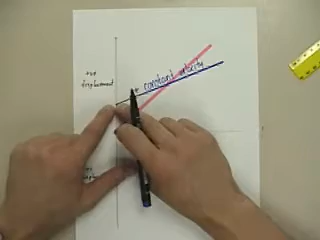 +ve
displacement
+ constant velocity